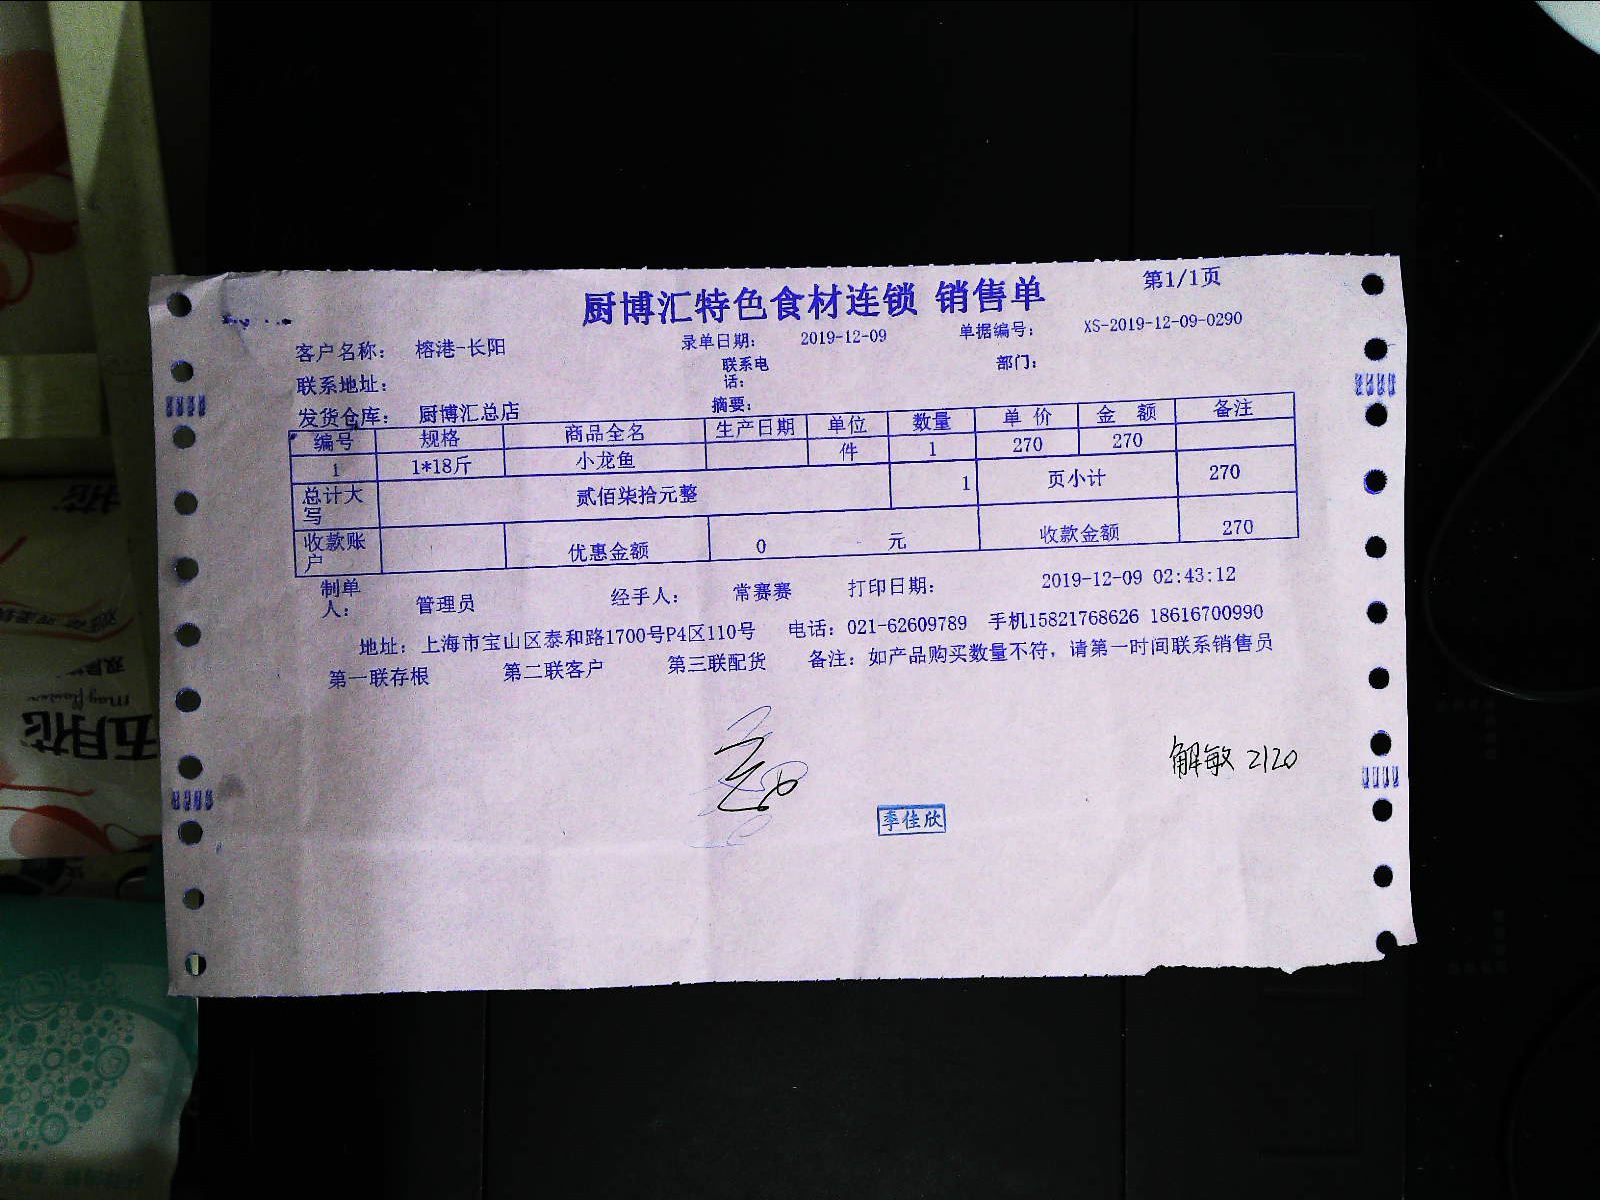 厨博汇特色食材连锁 销售单 第1/1页
客户名称： 榕港-长阳 录单日期： 2019-12-09 单据编号： XS-2019-12-09-0290
联系地址： 联系电话： 部门：
发货仓库： 厨博汇总店 摘要：
编号 规格 商品全名 生产日期 单位 数量 单 价 金 额 备注
1 1*18斤 小龙鱼 件 1 270 270
总计大写 贰佰柒拾元整 1 页小计 270
收款账户 优惠金额 0 元 收款金额 270
制单人： 管理员 经手人： 常赛赛 打印日期： 2019-12-09 02:43:12
地址：上海市宝山区泰和路1700号P4区110号 电话：021-62609789 手机15821768626 18616700990
第一联存根 第二联客户 第三联配货 备注：如产品购买数量不符，请第一时间联系销售员
解敏 2120
李佳欣
五月花
Mayflower